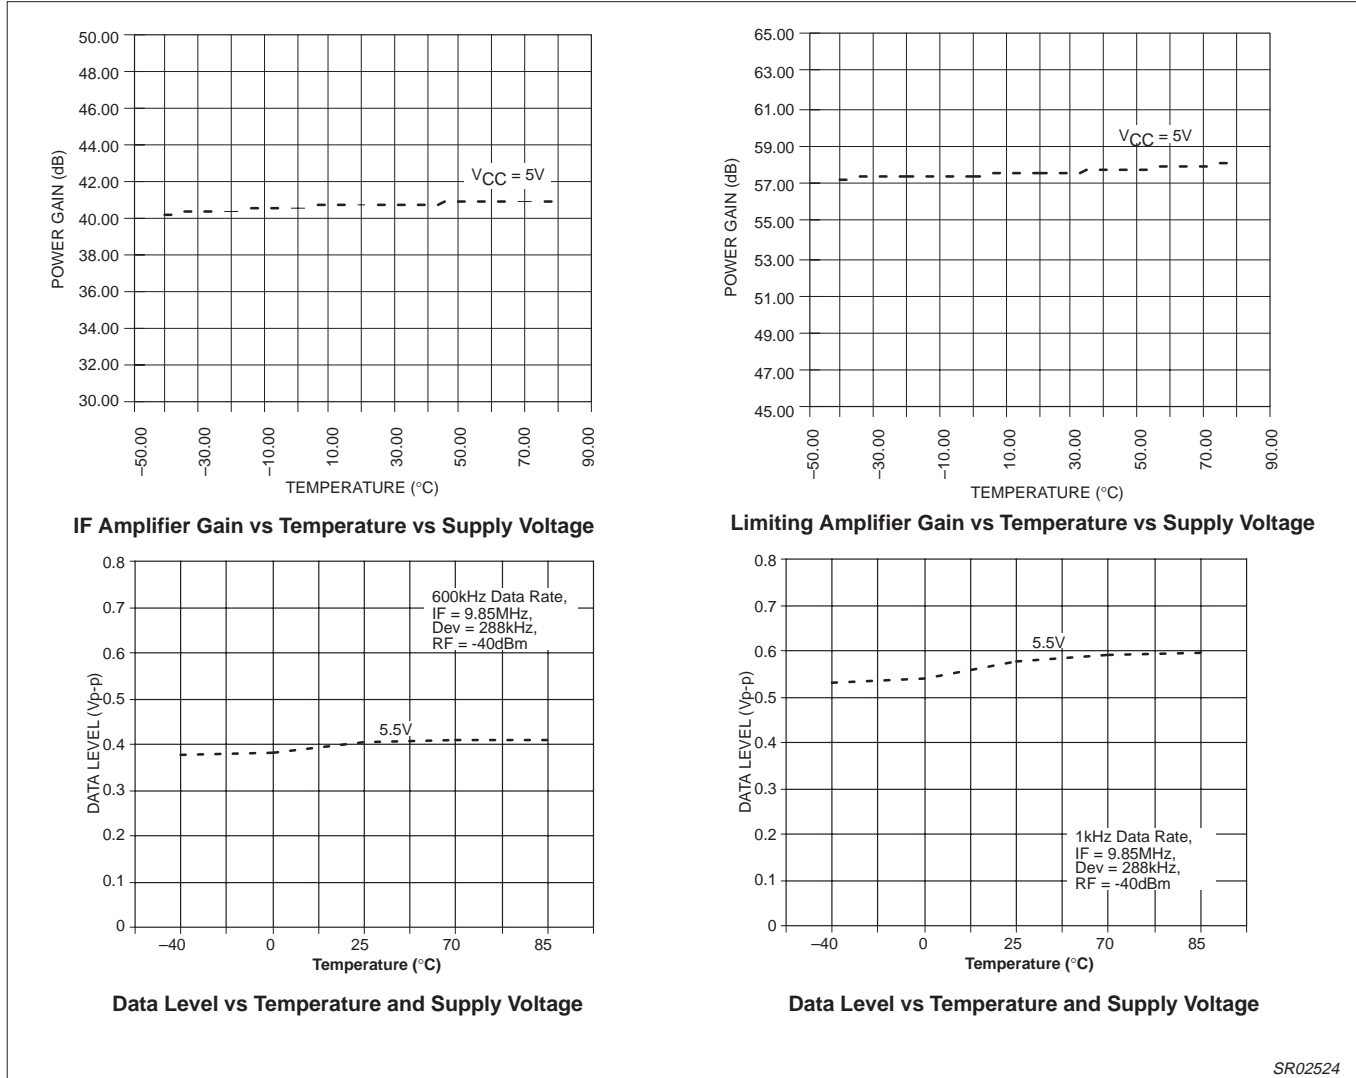 50.00
48.00
46.00
44.00
42.00
40.00
38.00
36.00
34.00
32.00
30.00
POWER GAIN (dB)
VCC = 5V
–50.00
–30.00
–10.00
10.00
30.00
50.00
70.00
90.00
TEMPERATURE (°C)
IF Amplifier Gain vs Temperature vs Supply Voltage
65.00
63.00
61.00
59.00
57.00
55.00
53.00
51.00
49.00
47.00
45.00
POWER GAIN (dB)
VCC = 5V
–50.00
–30.00
–10.00
10.00
30.00
50.00
70.00
90.00
TEMPERATURE (°C)
Limiting Amplifier Gain vs Temperature vs Supply Voltage
0.8
0.7
0.6
0.5
0.4
0.3
0.2
0.1
0
DATA LEVEL (Vp-p)
600kHz Data Rate,
IF = 9.85MHz,
Dev = 288kHz,
RF = -40dBm
5.5V
–40
0
25
70
85
Temperature (°C)
Data Level vs Temperature and Supply Voltage
0.8
0.7
0.6
0.5
0.4
0.3
0.2
0.1
0
DATA LEVEL (Vp-p)
5.5V
1kHz Data Rate,
IF = 9.85MHz,
Dev = 288kHz,
RF = -40dBm
–40
0
25
70
85
Temperature (°C)
Data Level vs Temperature and Supply Voltage
SR02524